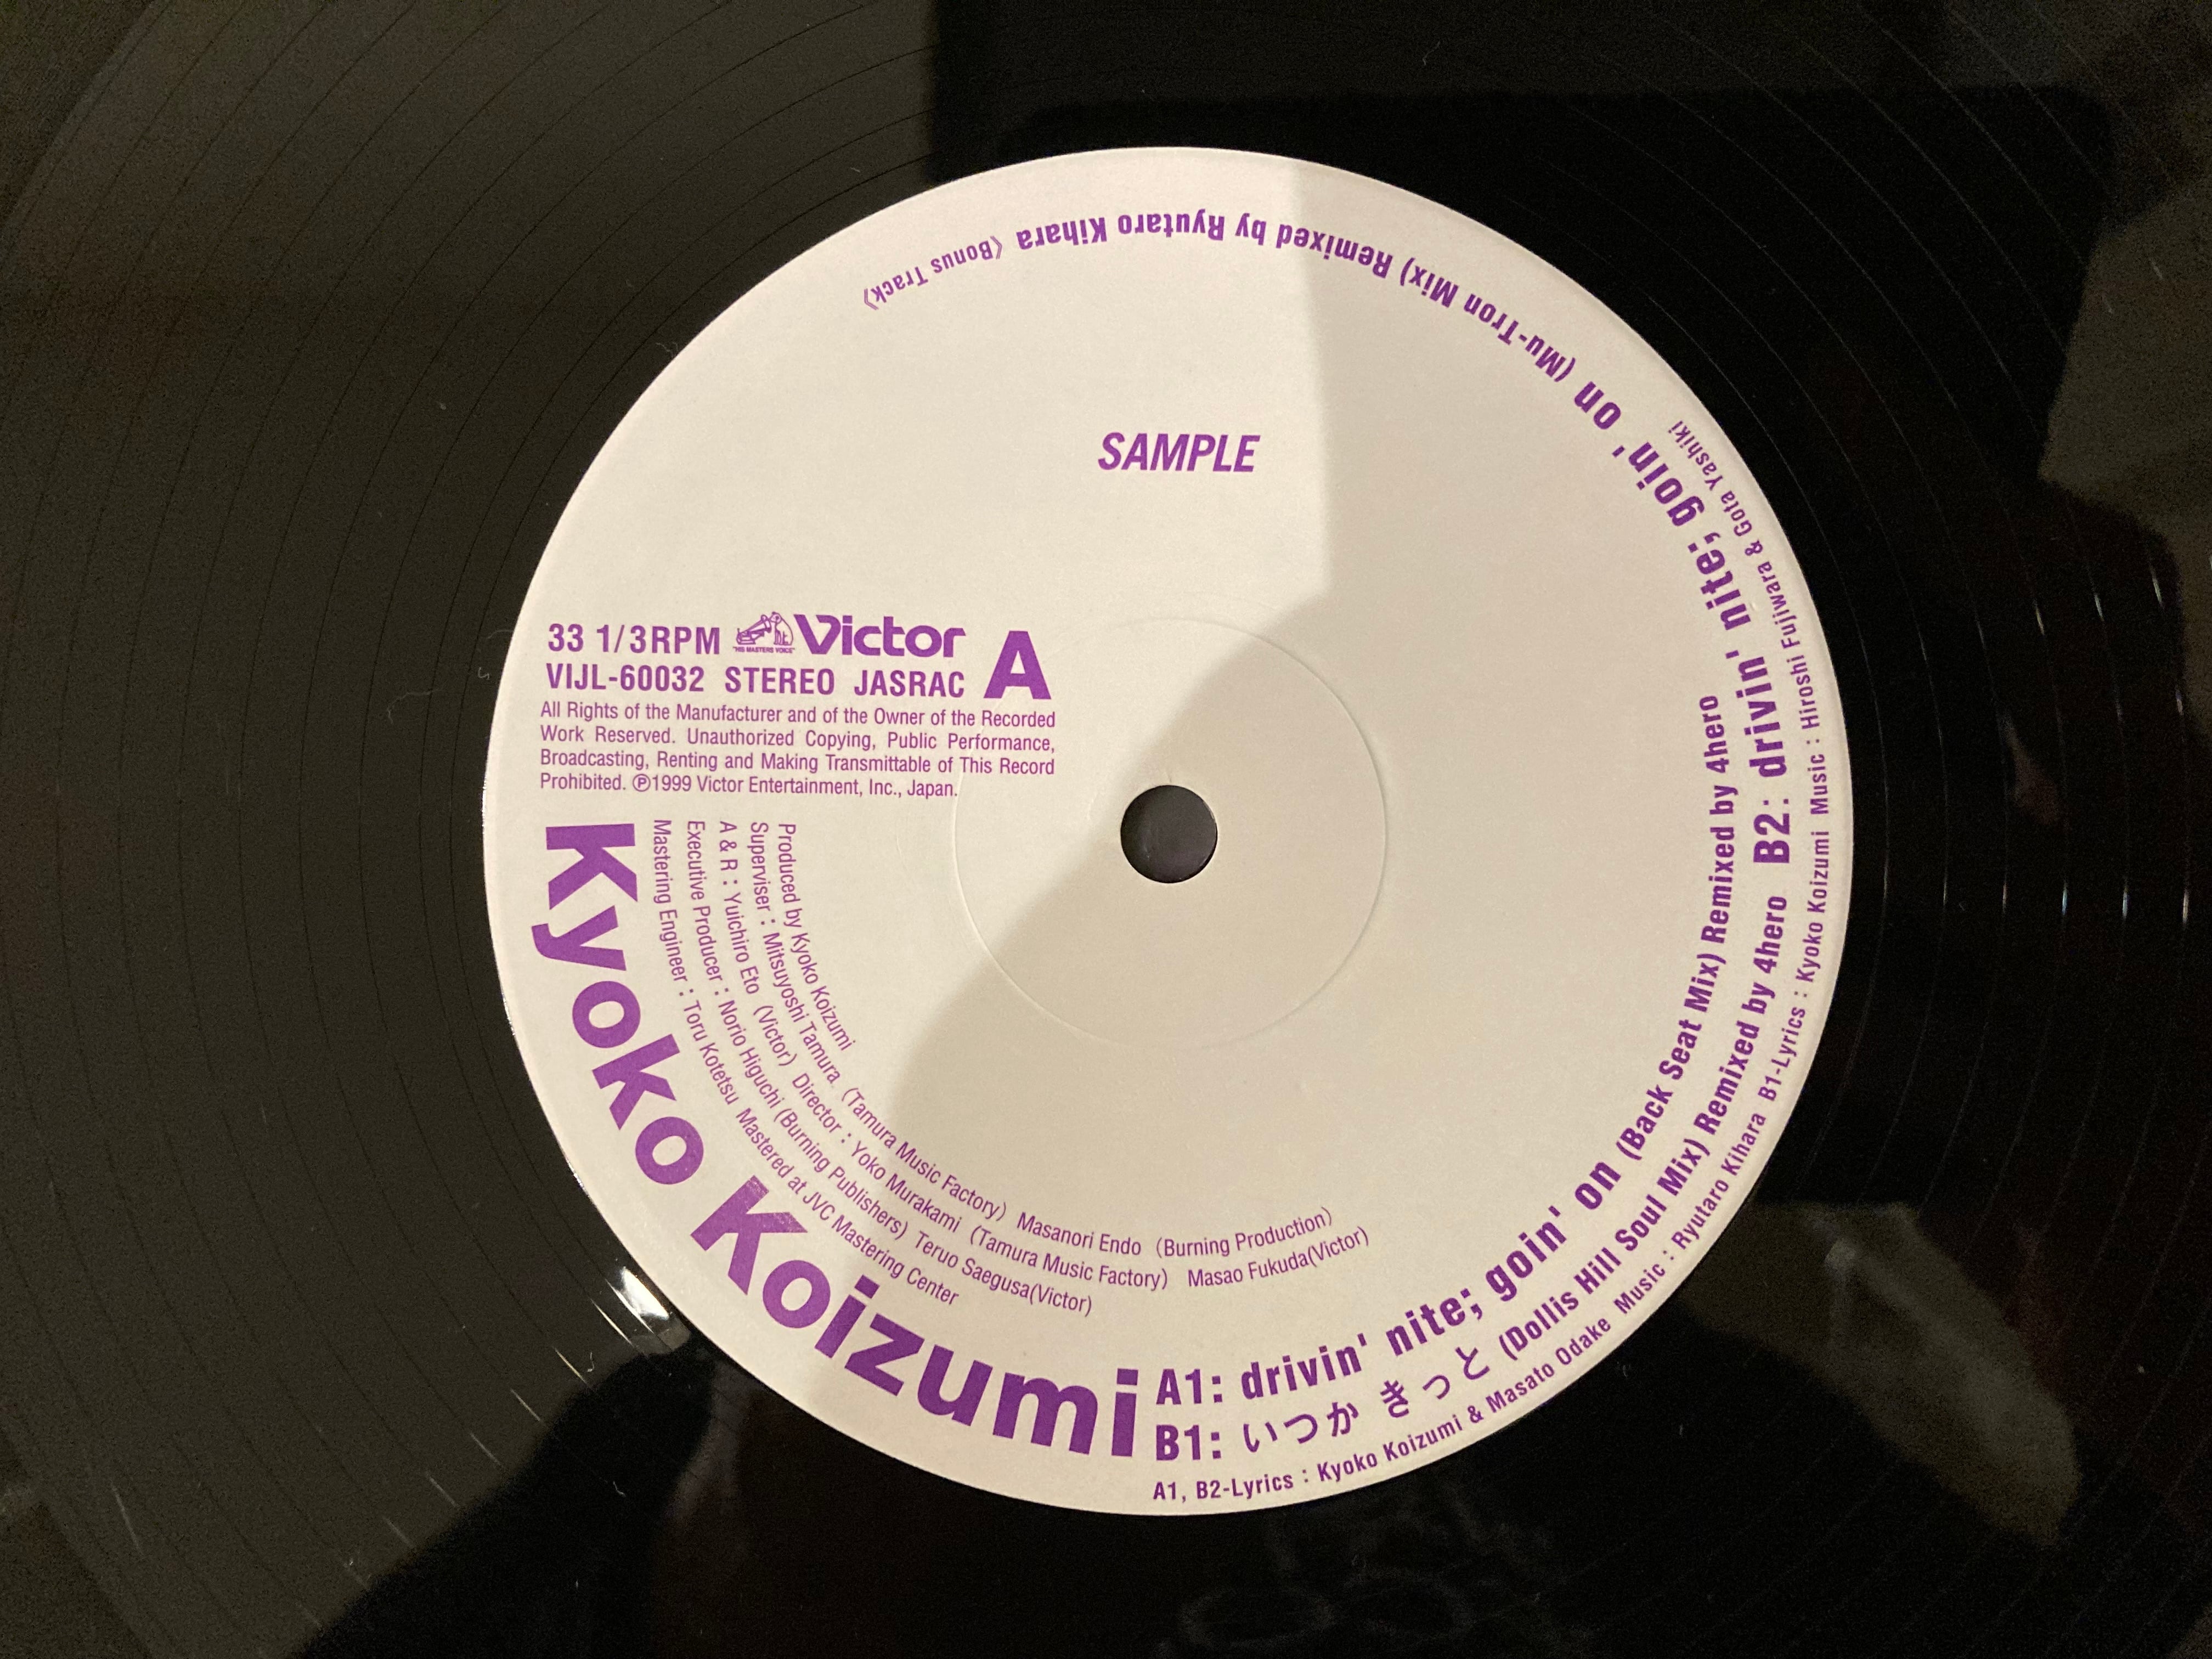 SAMPLE
33 1/3RPM "HIS MASTERS VOICE" Victor
VIJL-60032 STEREO JASRAC A
All Rights of the Manufacturer and of the Owner of the Recorded
Work Reserved. Unauthorized Copying, Public Performance,
Broadcasting, Renting and Making Transmittable of This Record
Prohibited. Ⓟ1999 Victor Entertainment, Inc., Japan.
Kyoko Koizumi
Produced by Kyoko Koizumi
Superviser : Mitsuyoshi Tamura (Tamura Music Factory) Masanori Endo (Burning Production)
A & R : Yuichiro Eto (Victor) Director : Yoko Murakami (Tamura Music Factory) Masao Fukuda(Victor)
Executive Producer : Norio Higuchi (Burning Publishers) Teruo Saegusa(Victor)
Mastering Engineer : Toru Kotetsu Mastered at JVC Mastering Center
A1: drivin' nite; goin' on (Back Seat Mix) Remixed by 4hero
B1: いつか きっと (Dollis Hill Soul Mix) Remixed by 4hero B2: drivin' nite; goin' on (Mu-Tron Mix) Remixed by Ryutaro Kihara 《Bonus Track》
A1, B2-Lyrics : Kyoko Koizumi & Masato Odake Music : Ryutaro Kihara B1-Lyrics : Kyoko Koizumi Music : Hiroshi Fujiwara & Gota Yashiki